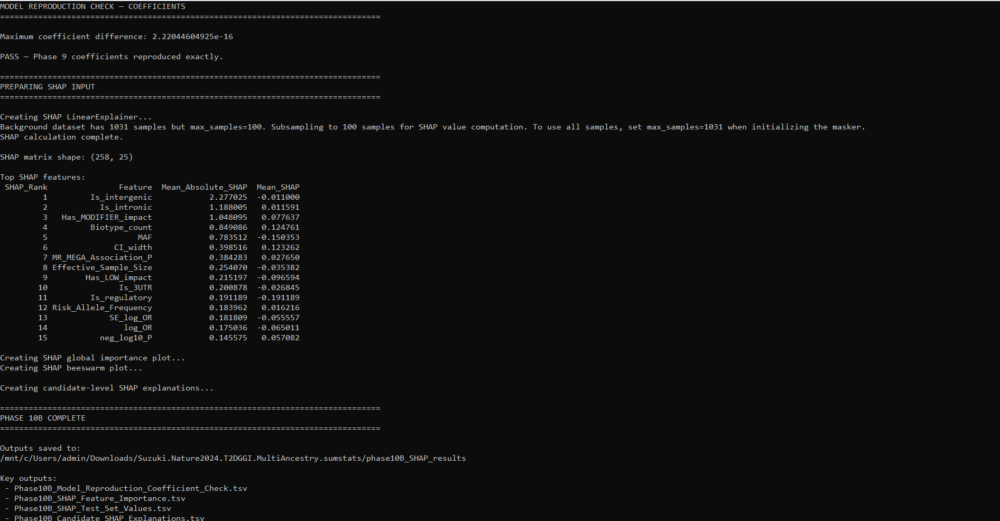 MODEL REPRODUCTION CHECK — COEFFICIENTS
================================================================================
Maximum coefficient difference: 2.22044604925e-16
PASS — Phase 9 coefficients reproduced exactly.
================================================================================
PREPARING SHAP INPUT
================================================================================
Creating SHAP LinearExplainer...
Background dataset has 1031 samples but max_samples=100. Subsampling to 100 samples for SHAP value computation. To use all samples, set max_samples=1031 when initializing the masker.
SHAP calculation complete.
SHAP matrix shape: (258, 25)
Top SHAP features:
SHAP_Rank Feature Mean_Absolute_SHAP Mean_SHAP
1 Is_intergenic 2.277025 -0.011000
2 Is_intronic 1.188005 0.011591
3 Has_MODIFIER_impact 1.048095 0.077637
4 Biotype_count 0.849086 0.124761
5 MAF 0.783512 -0.150353
6 CI_width 0.398516 0.123262
7 MR_MEGA_Association_P 0.384283 0.027650
8 Effective_Sample_Size 0.254070 -0.035382
9 Has_LOW_impact 0.215197 -0.096594
10 Is_3UTR 0.200878 -0.026845
11 Is_regulatory 0.191189 -0.191189
12 Risk_Allele_Frequency 0.183962 0.016216
13 SE_log_OR 0.181809 -0.055557
14 log_OR 0.175036 -0.065011
15 neg_log10_P 0.145575 0.057082
Creating SHAP global importance plot...
Creating SHAP beeswarm plot...
Creating candidate-level SHAP explanations...
================================================================================
PHASE 10B COMPLETE
================================================================================
Outputs saved to:
/mnt/c/Users/admin/Downloads/Suzuki.Nature2024.T2DGGI.MultiAncestry.sumstats/phase10B_SHAP_results
Key outputs:
- Phase10B_Model_Reproduction_Coefficient_Check.tsv
- Phase10B_SHAP_Feature_Importance.tsv
- Phase10B_SHAP_Test_Set_Values.tsv
- Phase10B_Candidate_SHAP_Explanations.tsv